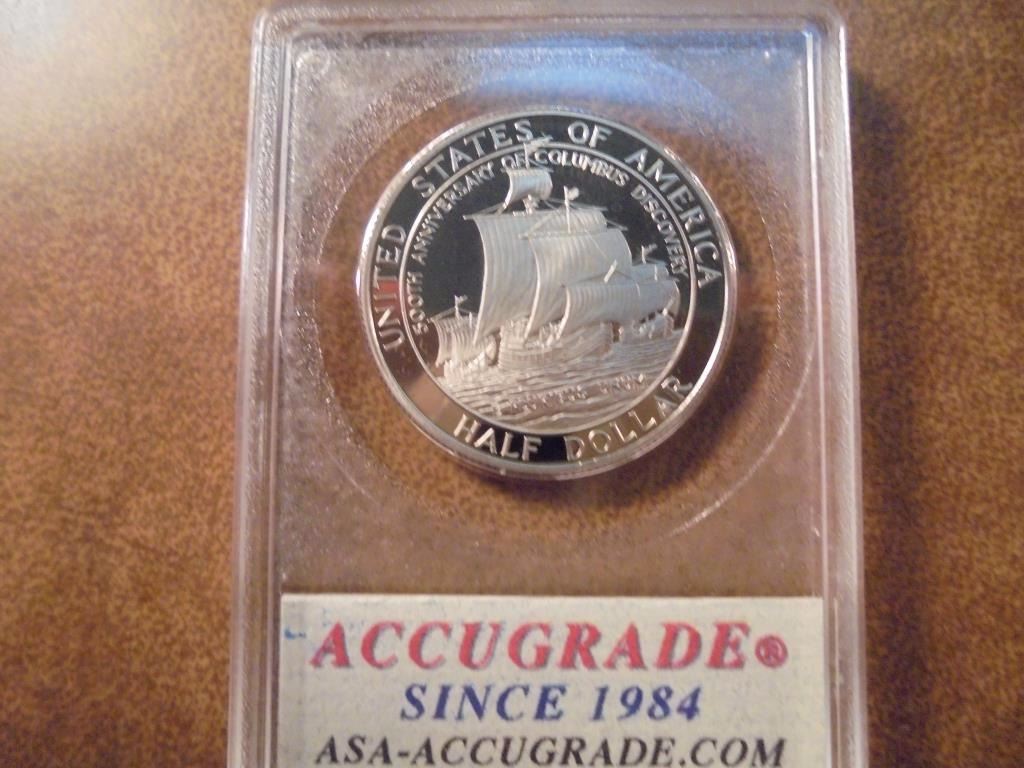 UNITED STATES OF AMERICA
500TH ANNIVERSARY OF COLUMBUS DISCOVERY
HALF DOLLAR
ACCUGRADE®
SINCE 1984
ASA-ACCUGRADE.COM